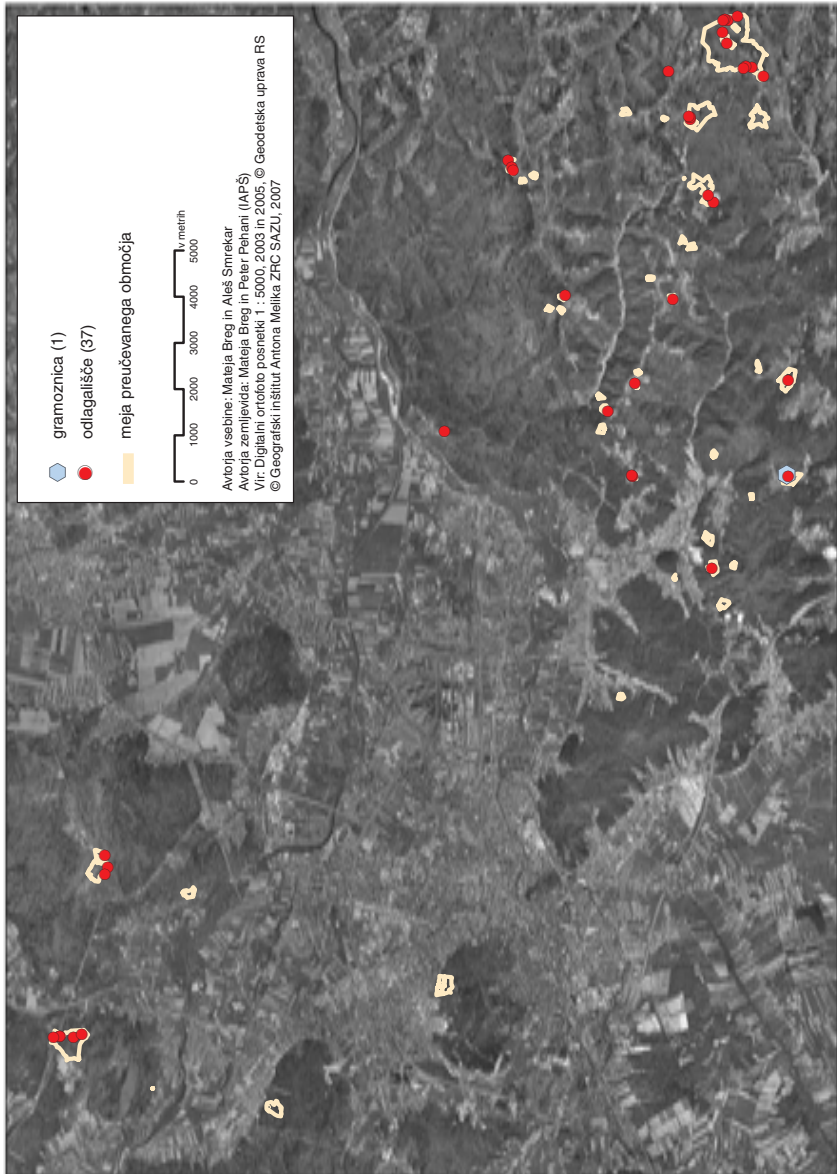 gramoznica (1)
odlagališče (37)
meja preučevanega območja
0 1000 2000 3000 4000 5000
v metrih
Avtorja vsebine: Mateja Breg in Aleš Smrekar
Avtorja zemljevida: Mateja Breg in Peter Pehani (IAPŠ)
Vir: Digitalni ortofoto posnetki 1 : 5000, 2003 in 2005, © Geodetska uprava RS
© Geografski inštitut Antona Melika ZRC SAZU, 2007